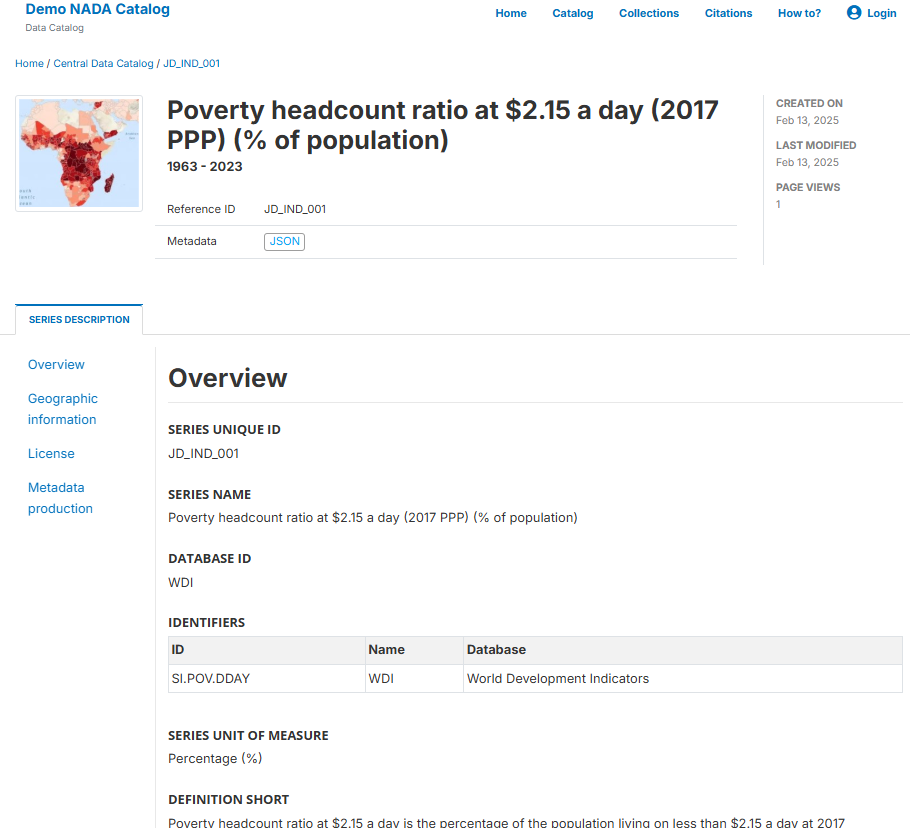 Demo NADA Catalog
Data Catalog
Home Catalog Collections Citations How to? Login
Home / Central Data Catalog / JD_IND_001
Poverty headcount ratio at $2.15 a day (2017
PPP) (% of population)
1963 - 2023
Reference ID JD_IND_001
Metadata JSON
CREATED ON
Feb 13, 2025
LAST MODIFIED
Feb 13, 2025
PAGE VIEWS
1
SERIES DESCRIPTION
Overview
Geographic
information
License
Metadata
production
Overview
SERIES UNIQUE ID
JD_IND_001
SERIES NAME
Poverty headcount ratio at $2.15 a day (2017 PPP) (% of population)
DATABASE ID
WDI
IDENTIFIERS
ID Name Database
SI.POV.DDAY WDI World Development Indicators
SERIES UNIT OF MEASURE
Percentage (%)
DEFINITION SHORT
Poverty headcount ratio at $2.15 a day is the percentage of the population living on less than $2.15 a day at 2017